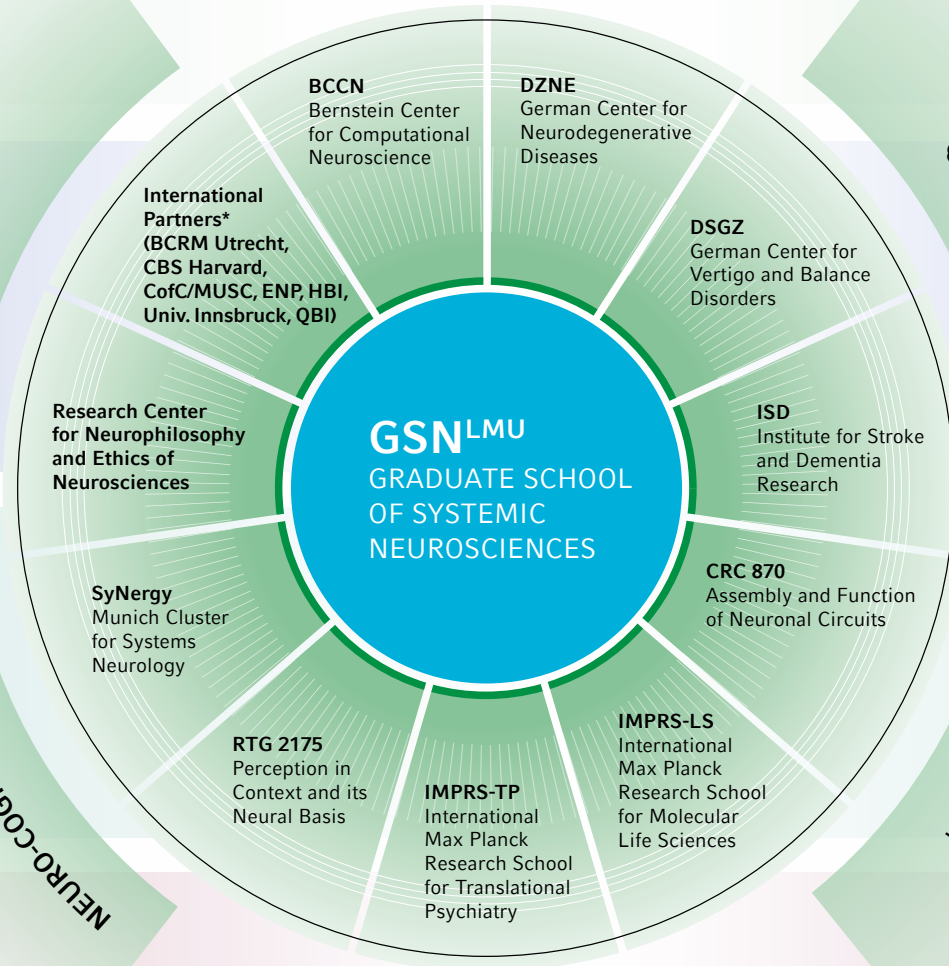 BCCN
Bernstein Center
for Computational
Neuroscience
DZNE
German Center for
Neurodegenerative
Diseases
International
Partners*
(BCRM Utrecht,
CBS Harvard,
CofC/MUSC, ENP, HBI,
Univ. Innsbruck, QBI)
DSGZ
German Center for
Vertigo and Balance
Disorders
Research Center
for Neurophilosophy
and Ethics of
Neurosciences
GSNLMU
GRADUATE SCHOOL
OF SYSTEMIC
NEUROSCIENCES
ISD
Institute for Stroke
and Dementia
Research
SyNergy
Munich Cluster
for Systems
Neurology
CRC 870
Assembly and Function
of Neuronal Circuits
RTG 2175
Perception in
Context and its
Neural Basis
IMPRS-TP
International
Max Planck
Research School
for Translational
Psychiatry
IMPRS-LS
International
Max Planck
Research School
for Molecular
Life Sciences
NEURO-COG